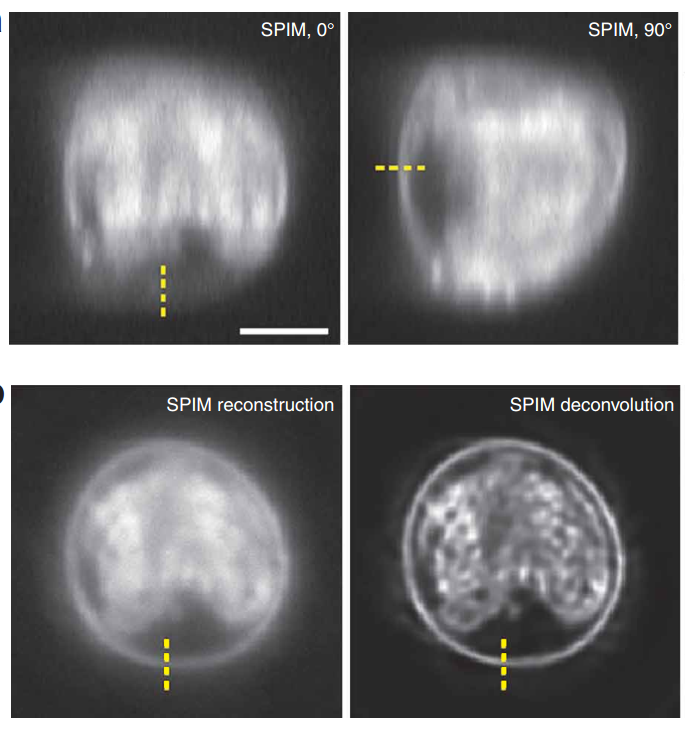 SPIM, 0°
SPIM, 90°
SPIM reconstruction
SPIM deconvolution